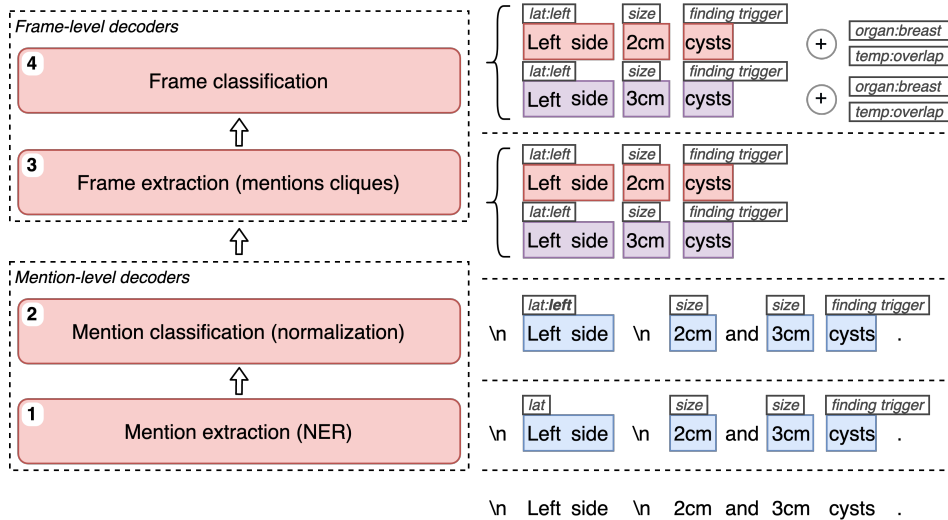 Frame-level decoders
4
Frame classification
3
Frame extraction (mentions cliques)
Mention-level decoders
2
Mention classification (normalization)
1
Mention extraction (NER)
lat:left size finding trigger
Left side 2cm cysts + organ:breast
temp:overlap
lat:left size finding trigger
Left side 3cm cysts + organ:breast
temp:overlap
lat:left size finding trigger
Left side 2cm cysts
lat:left size finding trigger
Left side 3cm cysts
lat:left size size finding trigger
\n Left side \n 2cm and 3cm cysts .
lat size size finding trigger
\n Left side \n 2cm and 3cm cysts .
\n Left side \n 2cm and 3cm cysts .